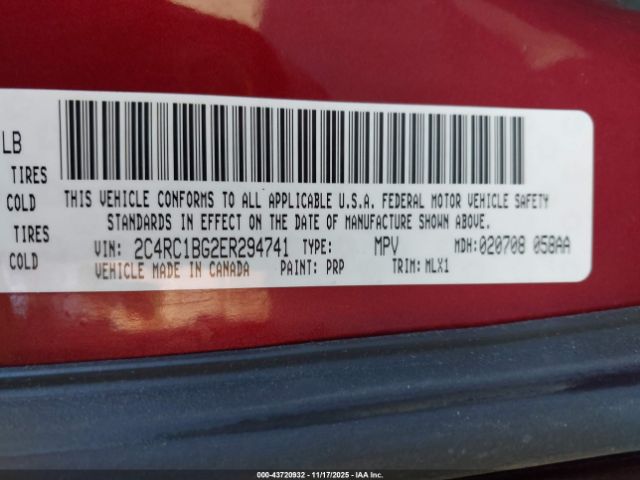 LB
TIRES
COLD
TIRES
COLD
THIS VEHICLE CONFORMS TO ALL APPLICABLE U.S.A. FEDERAL MOTOR VEHICLE SAFETY
STANDARDS IN EFFECT ON THE DATE OF MANUFACTURE SHOWN ABOVE.
VIN: 2C4RC1BG2ER294741 TYPE: MPV MDH:020708 058AA
VEHICLE MADE IN CANADA PAINT: PRP TRIM: MLX1
000-43720932 - 11/17/2025 - IAA Inc.